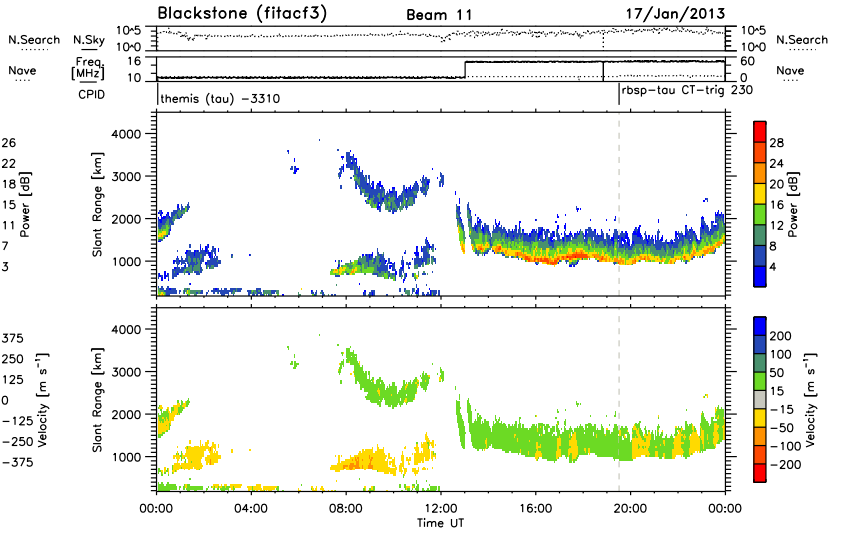 Blackstone (fitacf3) Beam 11 17/Jan/2013
N.Search N.Sky 10^5 10^0 10^5 10^0 N.Search
Nave Freq. [MHz] 16 10 60 0 Nave
CPID themis (tau) -3310 rbsp-tau CT-trig 230
26 22 18 15 11 7 3
Power [dB]
Slant Range [km]
4000 3000 2000 1000
28 24 20 16 12 8 4
Power [dB]
375 250 125 0 -125 -250 -375
Velocity [m s⁻¹]
Slant Range [km]
4000 3000 2000 1000
200 100 50 15 -15 -50 -100 -200
Velocity [m s⁻¹]
00:00 04:00 08:00 12:00 16:00 20:00 00:00
Time UT